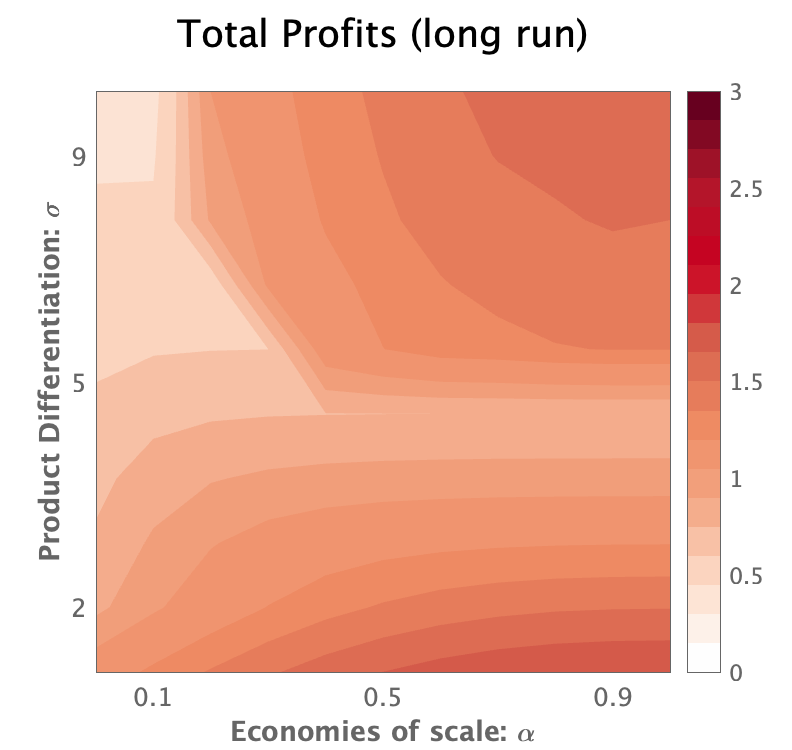 Total Profits (long run)
3
9
2.5
Product Differentiation: σ
2
5
1.5
1
0.5
2
0
0.1 0.5 0.9
Economies of scale: α